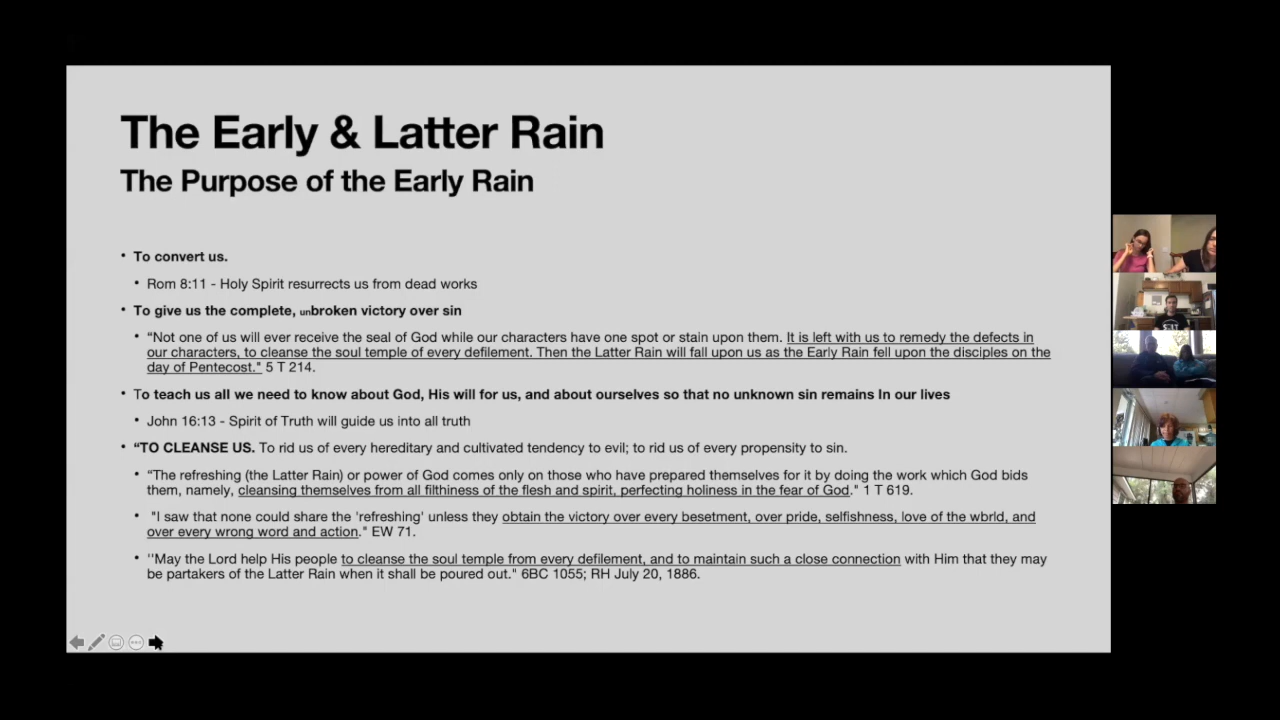 The Early & Latter Rain
The Purpose of the Early Rain
• To convert us.
• Rom 8:11 - Holy Spirit resurrects us from dead works
• To give us the complete, unbroken victory over sin
• “Not one of us will ever receive the seal of God while our characters have one spot or stain upon them. It is left with us to remedy the defects in
our characters, to cleanse the soul temple of every defilement. Then the Latter Rain will fall upon us as the Early Rain fell upon the disciples on the
day of Pentecost." 5 T 214.
• To teach us all we need to know about God, His will for us, and about ourselves so that no unknown sin remains In our lives
• John 16:13 - Spirit of Truth will guide us into all truth
• “TO CLEANSE US. To rid us of every hereditary and cultivated tendency to evil; to rid us of every propensity to sin.
• “The refreshing (the Latter Rain) or power of God comes only on those who have prepared themselves for it by doing the work which God bids
them, namely, cleansing themselves from all filthiness of the flesh and spirit, perfecting holiness in the fear of God." 1 T 619.
• "I saw that none could share the 'refreshing' unless they obtain the victory over every besetment, over pride, selfishness, love of the wbrld, and
over every wrong word and action." EW 71.
• ''May the Lord help His people to cleanse the soul temple from every defilement, and to maintain such a close connection with Him that they may
be partakers of the Latter Rain when it shall be poured out." 6BC 1055; RH July 20, 1886.